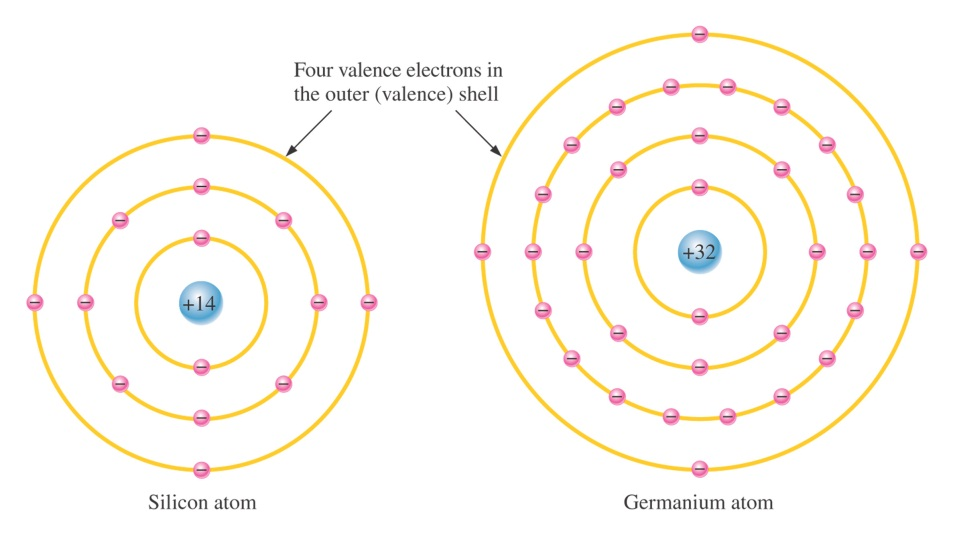 Four valence electrons in
the outer (valence) shell
+14
+32
Silicon atom
Germanium atom